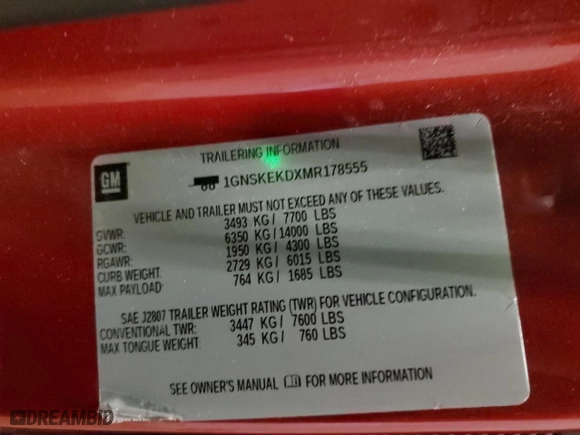 GM
TRAILERING INFORMATION
1GNSKEKDXMR178555
VEHICLE AND TRAILER MUST NOT EXCEED ANY OF THESE VALUES.
GVWR: 3493 KG / 7700 LBS
GCWR: 6350 KG / 14000 LBS
RGAWR: 1950 KG / 4300 LBS
CURB WEIGHT: 2729 KG / 6015 LBS
MAX PAYLOAD: 764 KG / 1685 LBS
SAE J2807 TRAILER WEIGHT RATING (TWR) FOR VEHICLE CONFIGURATION.
CONVENTIONAL TWR: 3447 KG / 7600 LBS
MAX TONGUE WEIGHT: 345 KG / 760 LBS
SEE OWNER'S MANUAL FOR MORE INFORMATION
DREAMBID